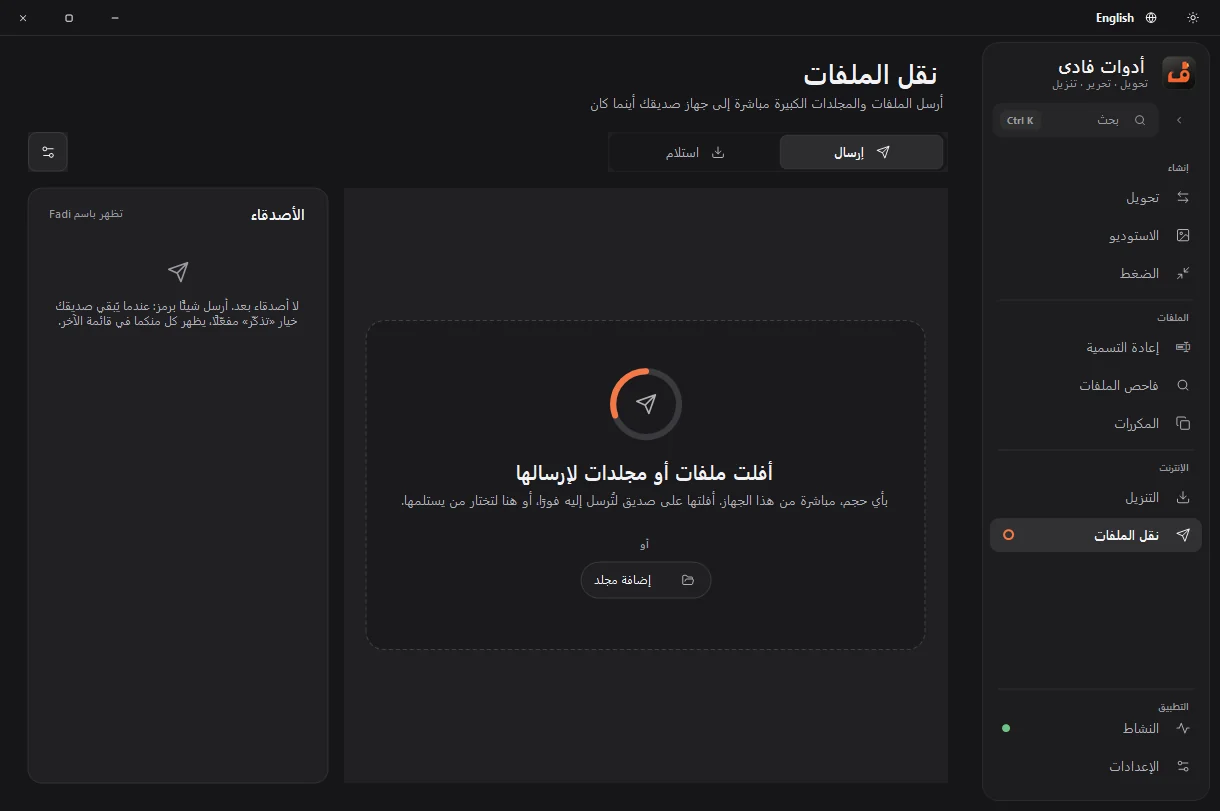 English
أدوات فادي
تحويل · تحرير · تنزيل
بحث
Ctrl K
إنشاء
تحويل
الاستوديو
الضغط
الملفات
إعادة التسمية
فاحص الملفات
المكررات
الإنترنت
التنزيل
نقل الملفات
التطبيق
النشاط
الإعدادات
نقل الملفات
أرسل الملفات والمجلدات الكبيرة مباشرة إلى جهاز صديقك أينما كان
إرسال
استلام
أفلت ملفات أو مجلدات لإرسالها
بأي حجم، مباشرة من هذا الجهاز. أفلتها على صديق لتُرسل إليه فورًا، أو هنا لتختار من يستلمها.
أو
إضافة مجلد
الأصدقاء
تظهر باسم Fadi
لا أصدقاء بعد. أرسل شيئًا برمز: عندما يُبقي صديقك
خيار «تذكّر» مفعّلًا، يظهر كل منكما في قائمة الآخر.